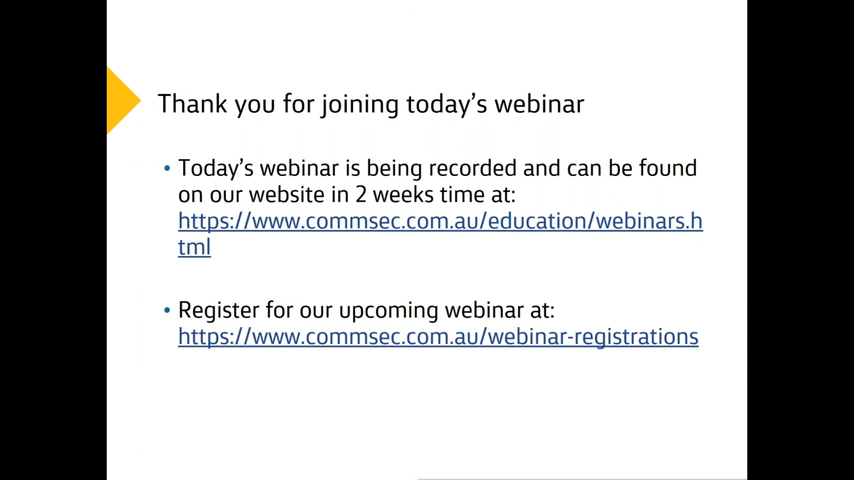 Thank you for joining today's webinar
• Today's webinar is being recorded and can be found
on our website in 2 weeks time at:
https://www.commsec.com.au/education/webinars.h
tml
• Register for our upcoming webinar at:
https://www.commsec.com.au/webinar-registrations